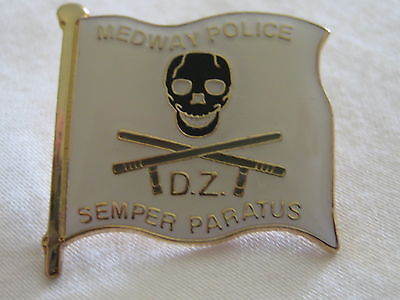 MEDWAY POLICE
D.Z.
SEMPER PARATUS